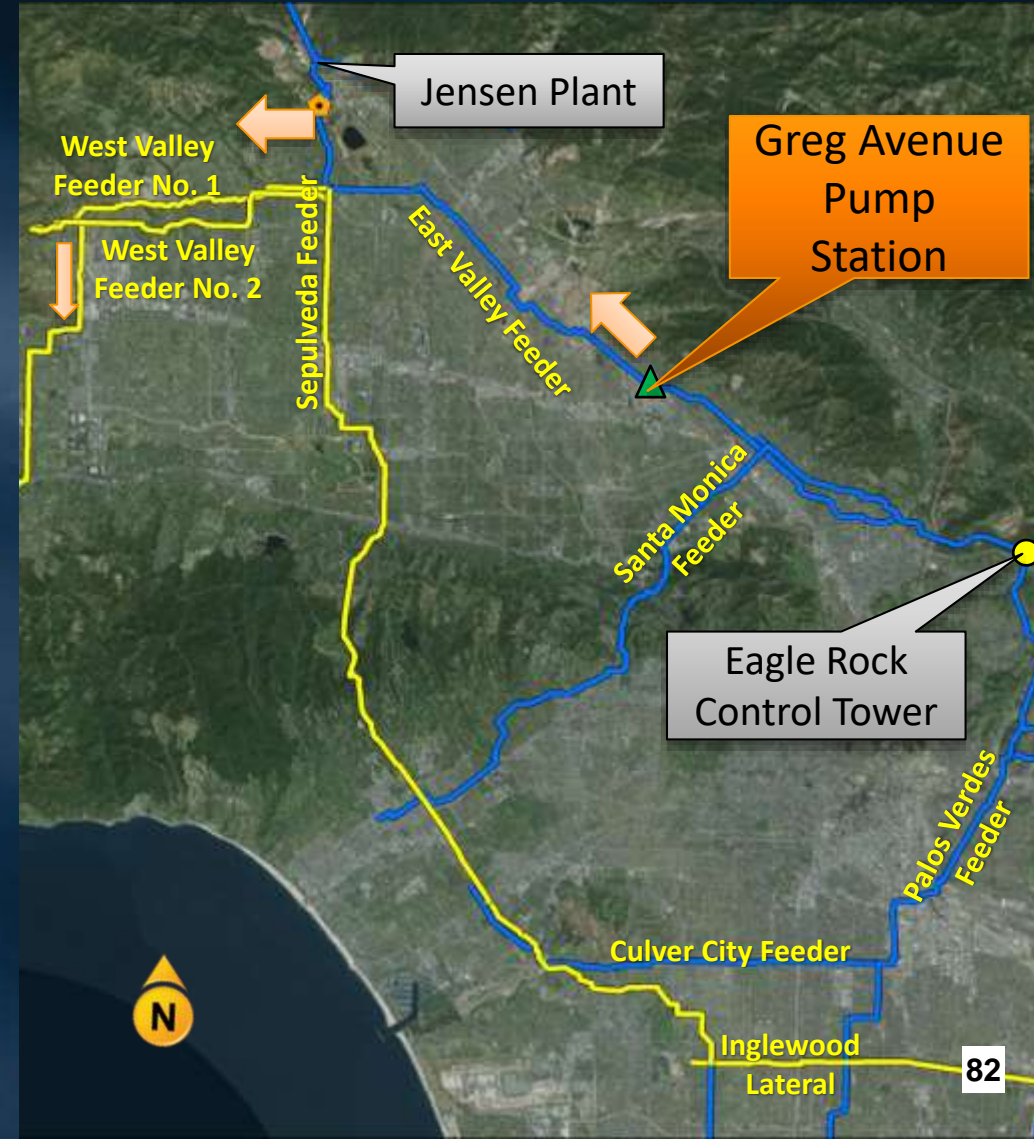 Jensen Plant
Greg Avenue
Pump
Station
West Valley
Feeder No. 1
West Valley
Feeder No. 2
Sepulveda Feeder
East Valley Feeder
Santa Monica
Feeder
Eagle Rock
Control Tower
Palos Verdes
Feeder
Culver City Feeder
N
Inglewood
Lateral
82